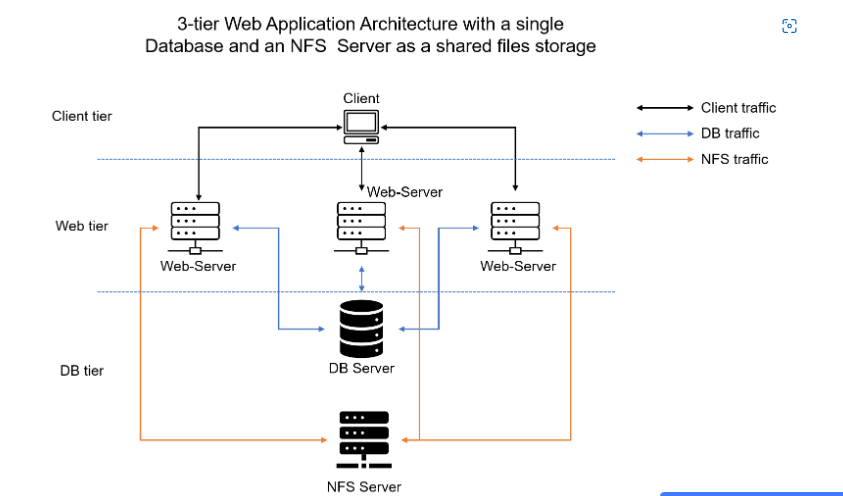 3-tier Web Application Architecture with a single
Database and an NFS Server as a shared files storage
Client
Client tier
Client traffic
DB traffic
NFS traffic
Web-Server
Web tier
Web-Server
Web-Server
DB Server
DB tier
NFS Server